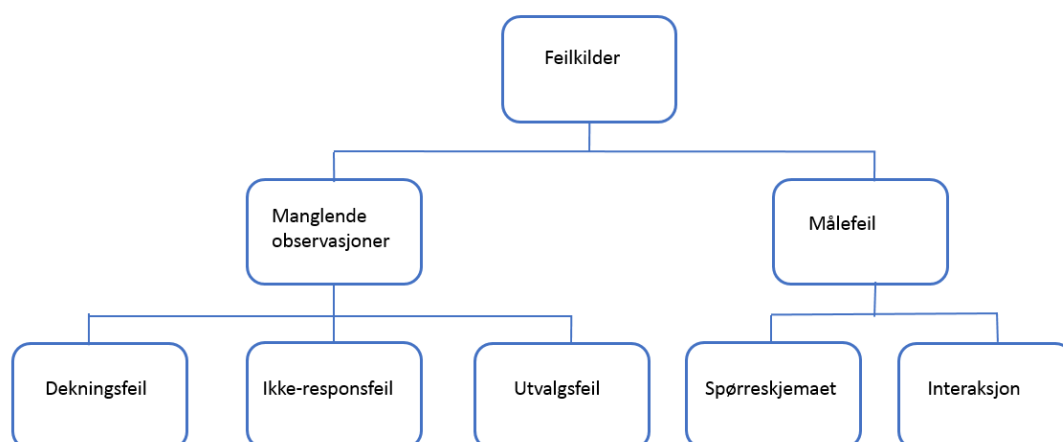 Feilkilder
Manglende
observasjoner
Målefeil
Dekningsfeil
Ikke-responsfeil
Utvalgsfeil
Spørreskjemaet
Interaksjon